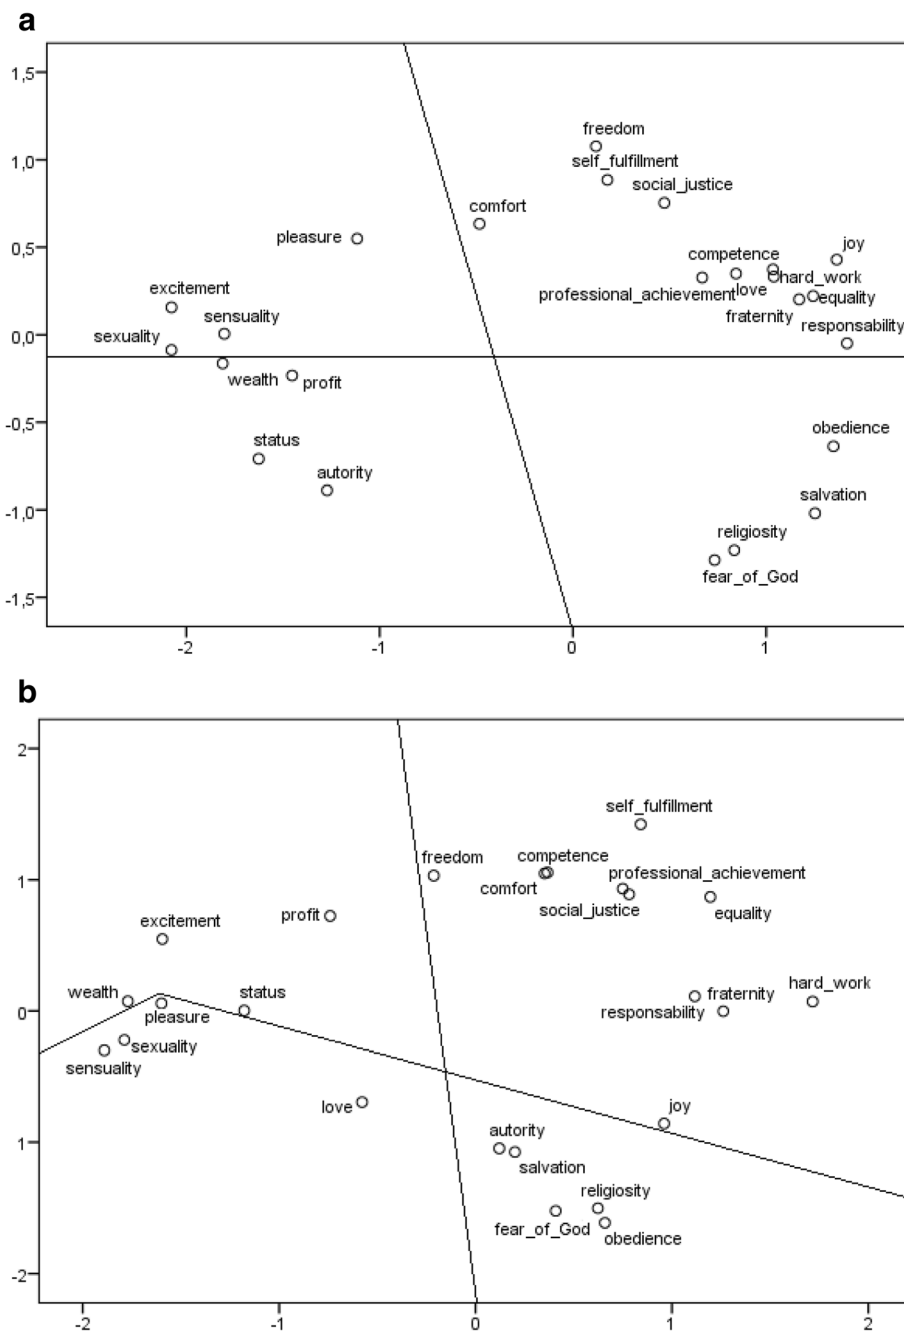 a
1,5
freedom
1,0
self_fulfillment
social_justice
comfort
0,5
pleasure
joy
competence
hard_work
love
professional_achievement
equality
fraternity
responsability
excitement
sensuality
0,0
sexuality
wealth
profit
-0,5
status
obedience
autority
-1,0
salvation
religiosity
-1,5
fear_of_God
-2 -1 0 1
b
2
self_fulfillment
freedom
competence
1
comfort
professional_achievement
social_justice
equality
profit
excitement
wealth
status
hard_work
fraternity
0
pleasure
responsability
sexuality
sensuality
love
joy
1
autority
salvation
religiosity
fear_of_God
obedience
-2
-2 -1 0 1 2